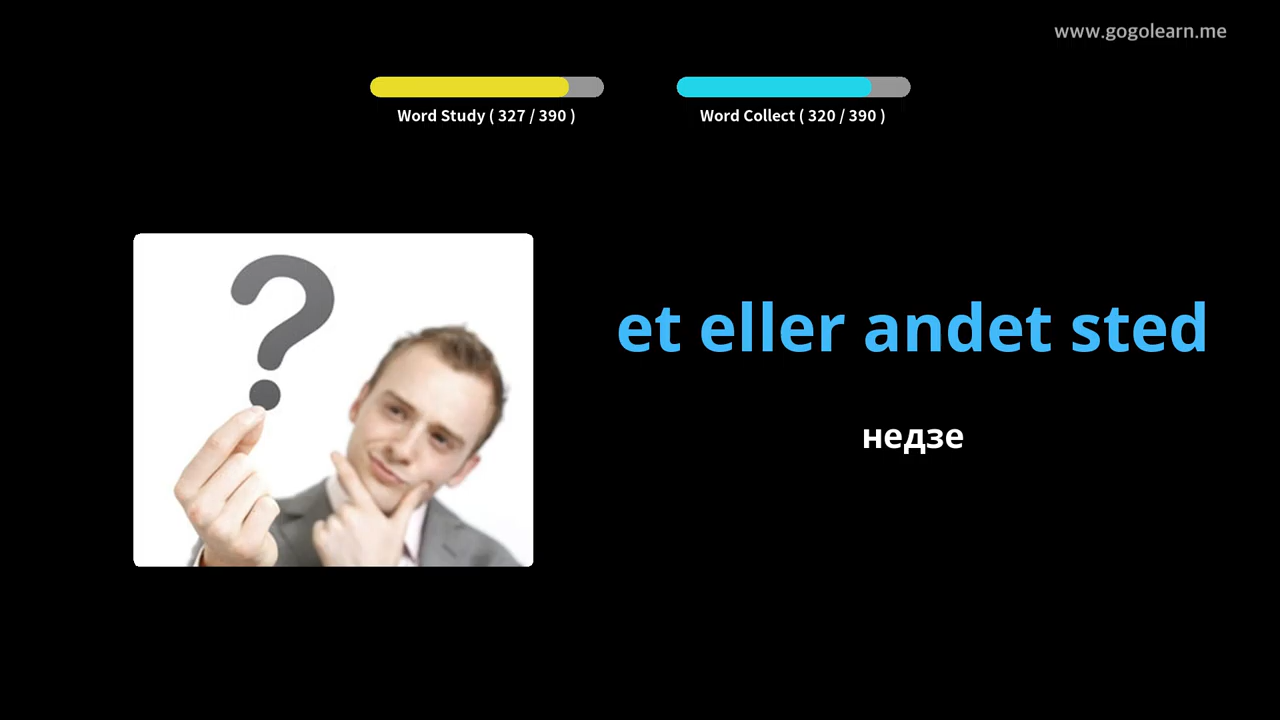 www.gogolearn.me
Word Study ( 327 / 390 )
Word Collect ( 320 / 390 )
et eller andet sted
недзе